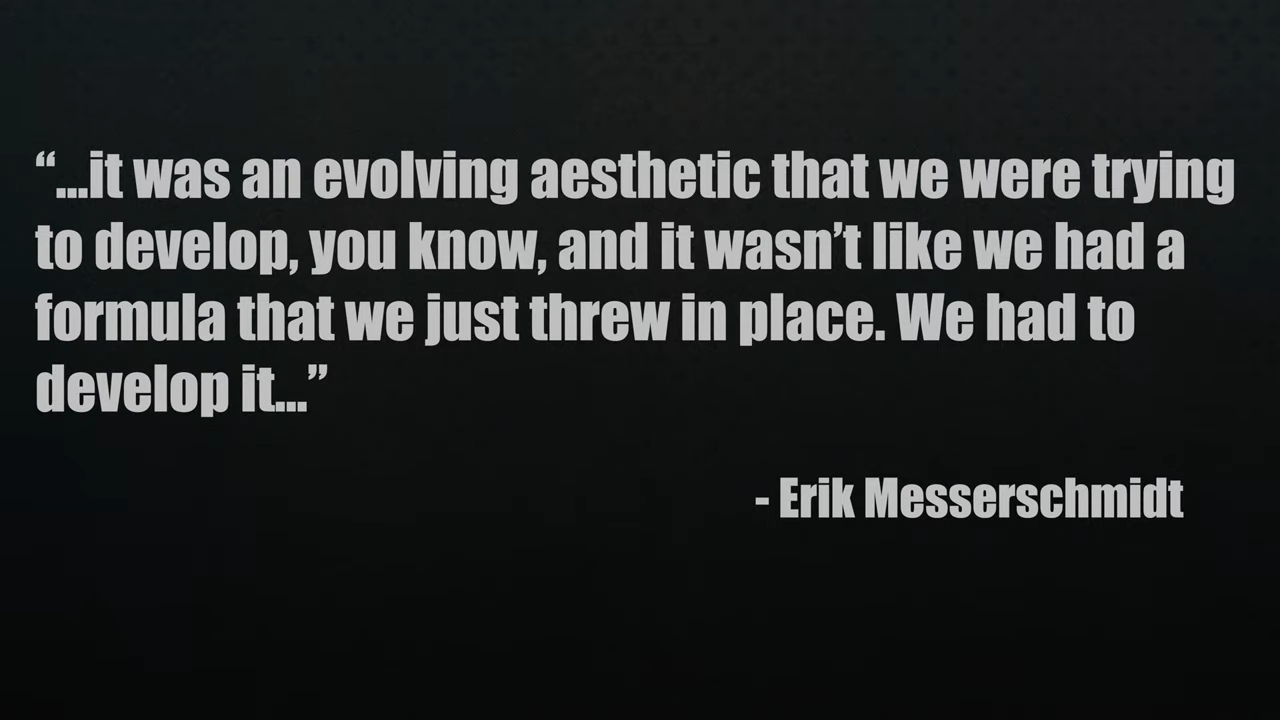 “...it was an evolving aesthetic that we were trying
to develop, you know, and it wasn’t like we had a
formula that we just threw in place. We had to
develop it...”
- Erik Messerschmidt